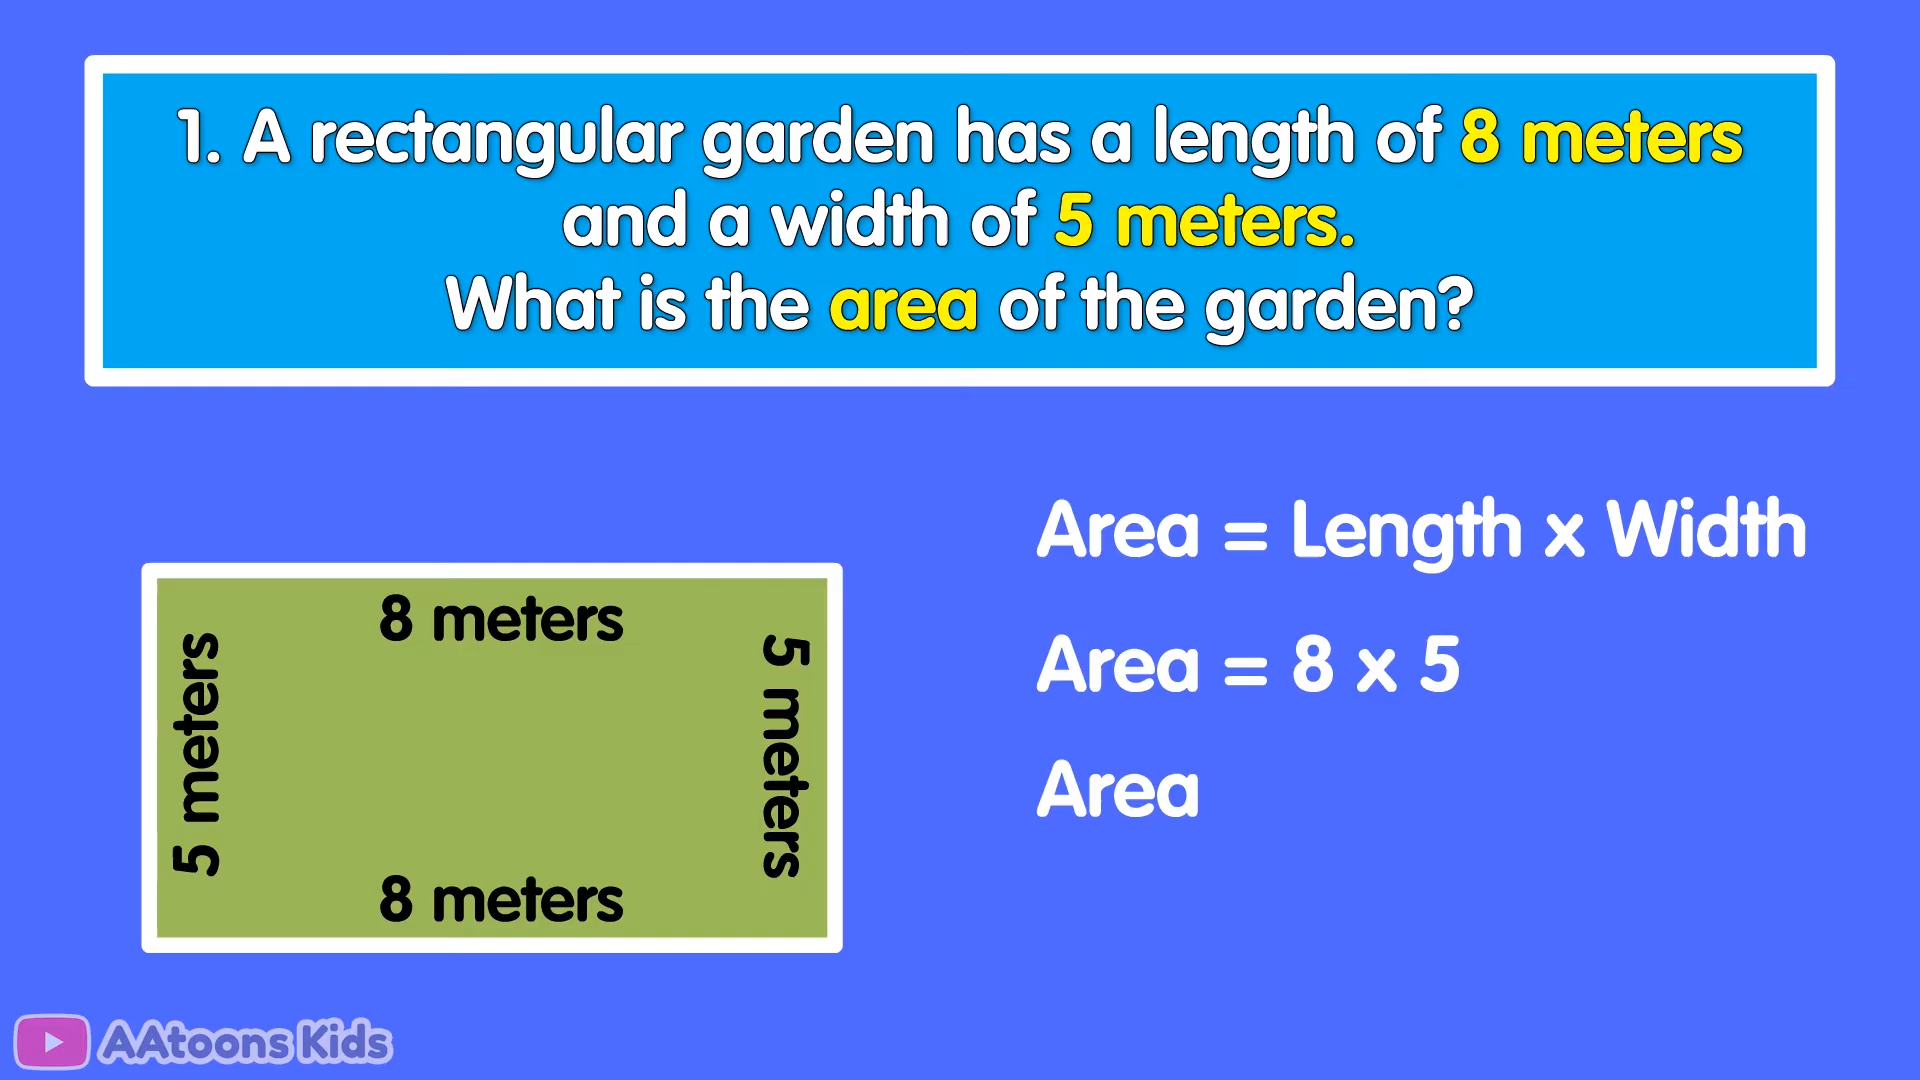 1. A rectangular garden has a length of 8 meters
and a width of 5 meters.
What is the area of the garden?
8 meters
5 meters
5 meters
8 meters
Area = Length x Width
Area = 8 x 5
Area
AAtoons Kids